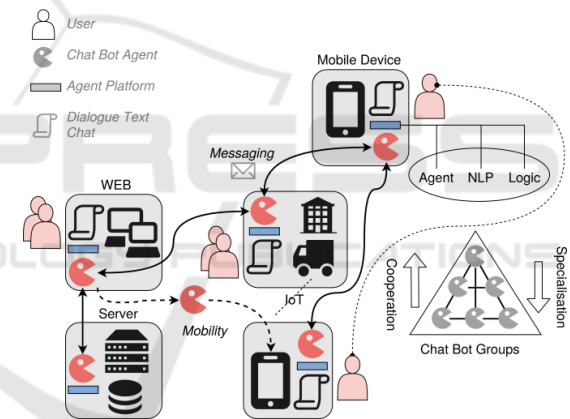 User
Chat Bot Agent
Agent Platform
Dialogue Text
Chat
Mobile Device
Messaging
Agent NLP Logic
WEB
IoT
Server
Mobility
Cooperation
Specialisation
Chat Bot Groups